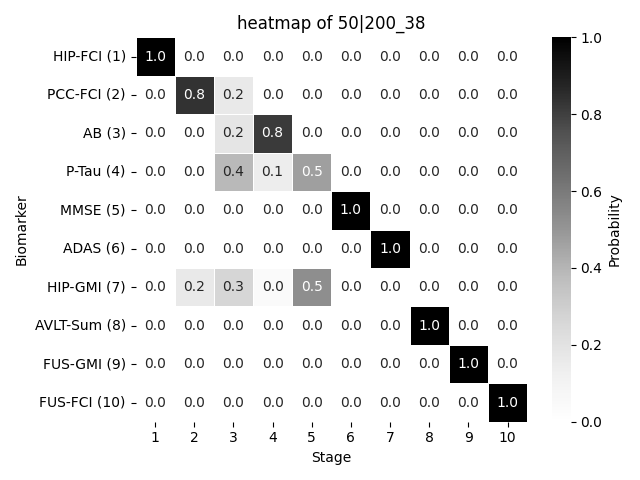 heatmap of 50|200_38
HIP-FCI (1) 1.0 0.0 0.0 0.0 0.0 0.0 0.0 0.0 0.0 0.0
PCC-FCI (2) 0.0 0.8 0.2 0.0 0.0 0.0 0.0 0.0 0.0 0.0
AB (3) 0.0 0.0 0.2 0.8 0.0 0.0 0.0 0.0 0.0 0.0
P-Tau (4) 0.0 0.0 0.4 0.1 0.5 0.0 0.0 0.0 0.0 0.0
MMSE (5) 0.0 0.0 0.0 0.0 0.0 1.0 0.0 0.0 0.0 0.0
ADAS (6) 0.0 0.0 0.0 0.0 0.0 0.0 1.0 0.0 0.0 0.0
HIP-GMI (7) 0.0 0.2 0.3 0.0 0.5 0.0 0.0 0.0 0.0 0.0
AVLT-Sum (8) 0.0 0.0 0.0 0.0 0.0 0.0 0.0 1.0 0.0 0.0
FUS-GMI (9) 0.0 0.0 0.0 0.0 0.0 0.0 0.0 0.0 1.0 0.0
FUS-FCI (10) 0.0 0.0 0.0 0.0 0.0 0.0 0.0 0.0 0.0 1.0
1 2 3 4 5 6 7 8 9 10
Stage
Biomarker
1.0
0.8
0.6
0.4
0.2
0.0
Probability